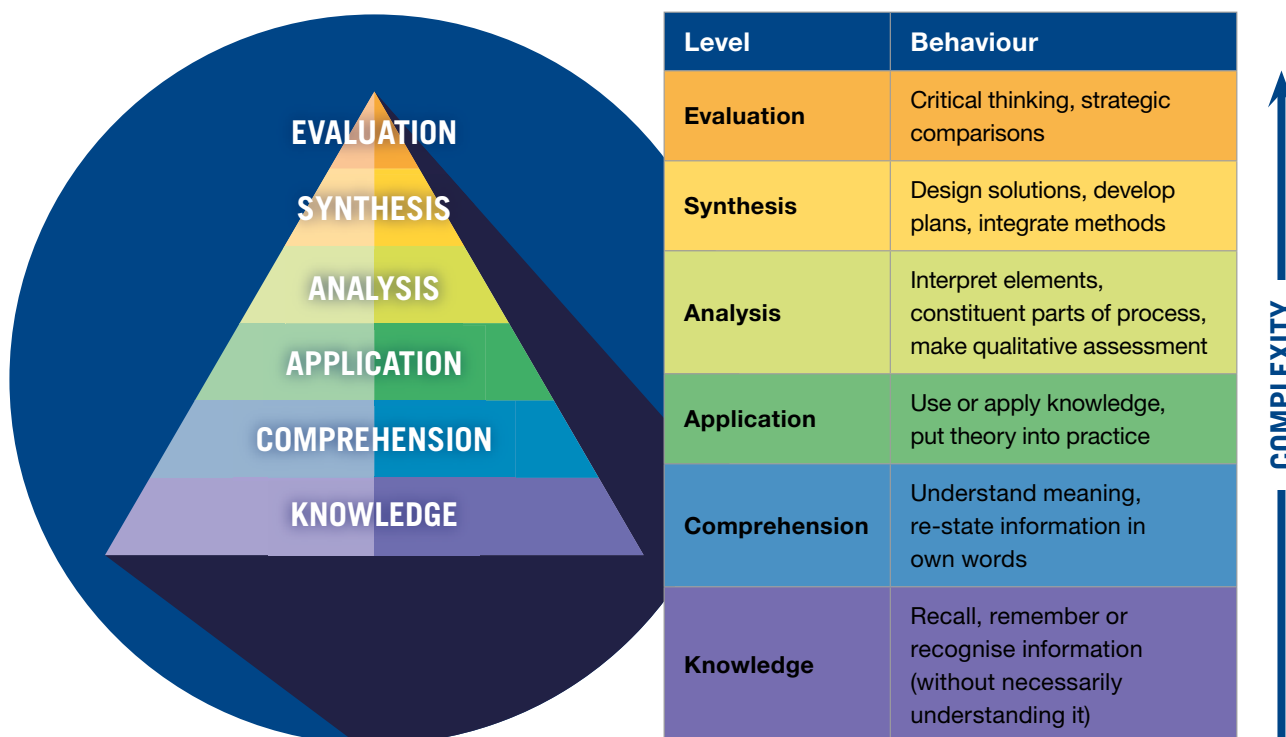 EVALUATION
SYNTHESIS
ANALYSIS
APPLICATION
COMPREHENSION
KNOWLEDGE
Level
Behaviour
Evaluation
Critical thinking, strategic
comparisons
Synthesis
Design solutions, develop
plans, integrate methods
Analysis
Interpret elements,
constituent parts of process,
make qualitative assessment
Application
Use or apply knowledge,
put theory into practice
Comprehension
Understand meaning,
re-state information in
own words
Knowledge
Recall, remember or
recognise information
(without necessarily
understanding it)
COMPLEXITY